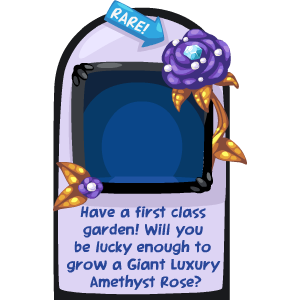 RARE!
Have a first class
garden! Will you
be lucky enough to
grow a Giant Luxury
Amethyst Rose?